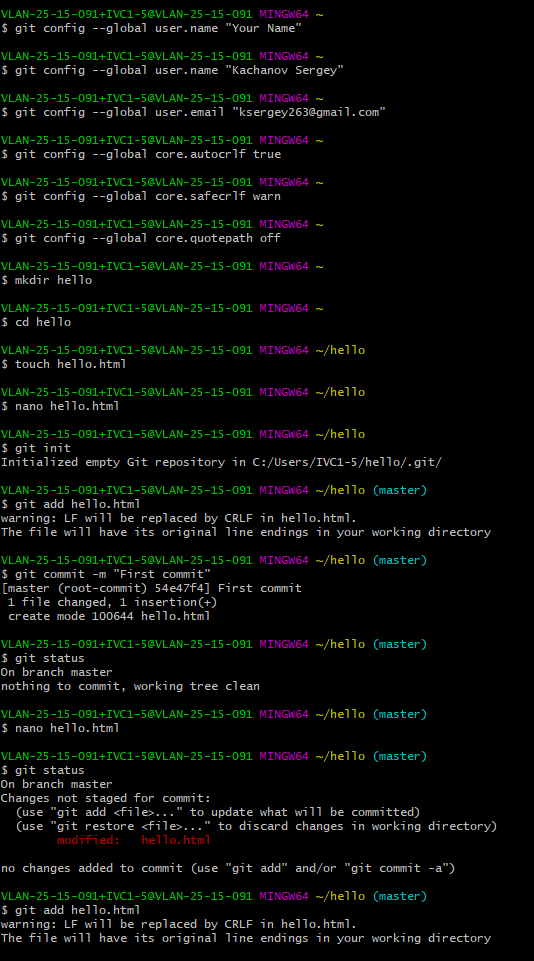 VLAN-25-15-091+IVC1-5@VLAN-25-15-091 MINGW64 ~
$ git config --global user.name "Your Name"
VLAN-25-15-091+IVC1-5@VLAN-25-15-091 MINGW64 ~
$ git config --global user.name "Kachanov Sergey"
VLAN-25-15-091+IVC1-5@VLAN-25-15-091 MINGW64 ~
$ git config --global user.email "ksergey263@gmail.com"
VLAN-25-15-091+IVC1-5@VLAN-25-15-091 MINGW64 ~
$ git config --global core.autocrlf true
VLAN-25-15-091+IVC1-5@VLAN-25-15-091 MINGW64 ~
$ git config --global core.safecrlf warn
VLAN-25-15-091+IVC1-5@VLAN-25-15-091 MINGW64 ~
$ git config --global core.quotepath off
VLAN-25-15-091+IVC1-5@VLAN-25-15-091 MINGW64 ~
$ mkdir hello
VLAN-25-15-091+IVC1-5@VLAN-25-15-091 MINGW64 ~
$ cd hello
VLAN-25-15-091+IVC1-5@VLAN-25-15-091 MINGW64 ~/hello
$ touch hello.html
VLAN-25-15-091+IVC1-5@VLAN-25-15-091 MINGW64 ~/hello
$ nano hello.html
VLAN-25-15-091+IVC1-5@VLAN-25-15-091 MINGW64 ~/hello
$ git init
Initialized empty Git repository in C:/Users/IVC1-5/hello/.git/
VLAN-25-15-091+IVC1-5@VLAN-25-15-091 MINGW64 ~/hello (master)
$ git add hello.html
warning: LF will be replaced by CRLF in hello.html.
The file will have its original line endings in your working directory
VLAN-25-15-091+IVC1-5@VLAN-25-15-091 MINGW64 ~/hello (master)
$ git commit -m "First commit"
[master (root-commit) 54e47f4] First commit
1 file changed, 1 insertion(+)
create mode 100644 hello.html
VLAN-25-15-091+IVC1-5@VLAN-25-15-091 MINGW64 ~/hello (master)
$ git status
On branch master
nothing to commit, working tree clean
VLAN-25-15-091+IVC1-5@VLAN-25-15-091 MINGW64 ~/hello (master)
$ nano hello.html
VLAN-25-15-091+IVC1-5@VLAN-25-15-091 MINGW64 ~/hello (master)
$ git status
On branch master
Changes not staged for commit:
(use "git add <file>..." to update what will be committed)
(use "git restore <file>..." to discard changes in working directory)
modified:   hello.html
no changes added to commit (use "git add" and/or "git commit -a")
VLAN-25-15-091+IVC1-5@VLAN-25-15-091 MINGW64 ~/hello (master)
$ git add hello.html
warning: LF will be replaced by CRLF in hello.html.
The file will have its original line endings in your working directory